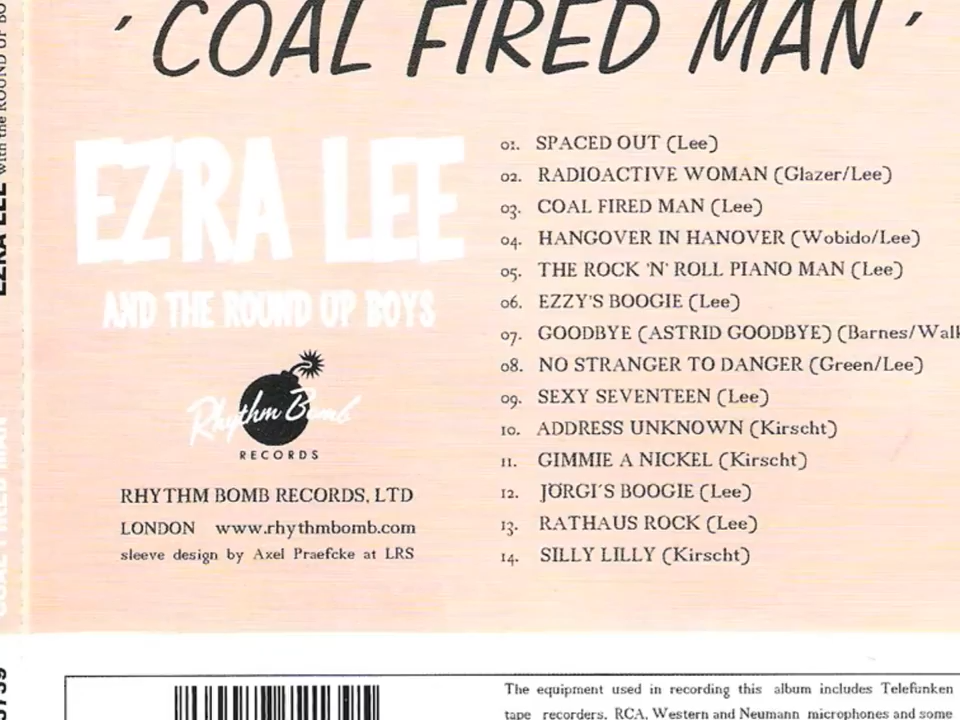 'COAL FIRED MAN'
EZRA LEE
AND THE ROUND UP BOYS
Rhythm Bomb
RECORDS
RHYTHM BOMB RECORDS, LTD
LONDON www.rhythmbomb.com
sleeve design by Axel Praefcke at LRS
01. SPACED OUT (Lee)
02. RADIOACTIVE WOMAN (Glazer/Lee)
03. COAL FIRED MAN (Lee)
04. HANGOVER IN HANOVER (Wobido/Lee)
05. THE ROCK 'N' ROLL PIANO MAN (Lee)
06. EZZY'S BOOGIE (Lee)
07. GOODBYE (ASTRID GOODBYE) (Barnes/Walk
08. NO STRANGER TO DANGER (Green/Lee)
09. SEXY SEVENTEEN (Lee)
10. ADDRESS UNKNOWN (Kirscht)
11. GIMMIE A NICKEL (Kirscht)
12. JÖRGI'S BOOGIE (Lee)
13. RATHAUS ROCK (Lee)
14. SILLY LILLY (Kirscht)
The equipment used in recording this album includes Telefunken
tape recorders, RCA, Western and Neumann microphones and some
EZRA LEE with the ROUND UP BO
COAL FIRED MAN
5739